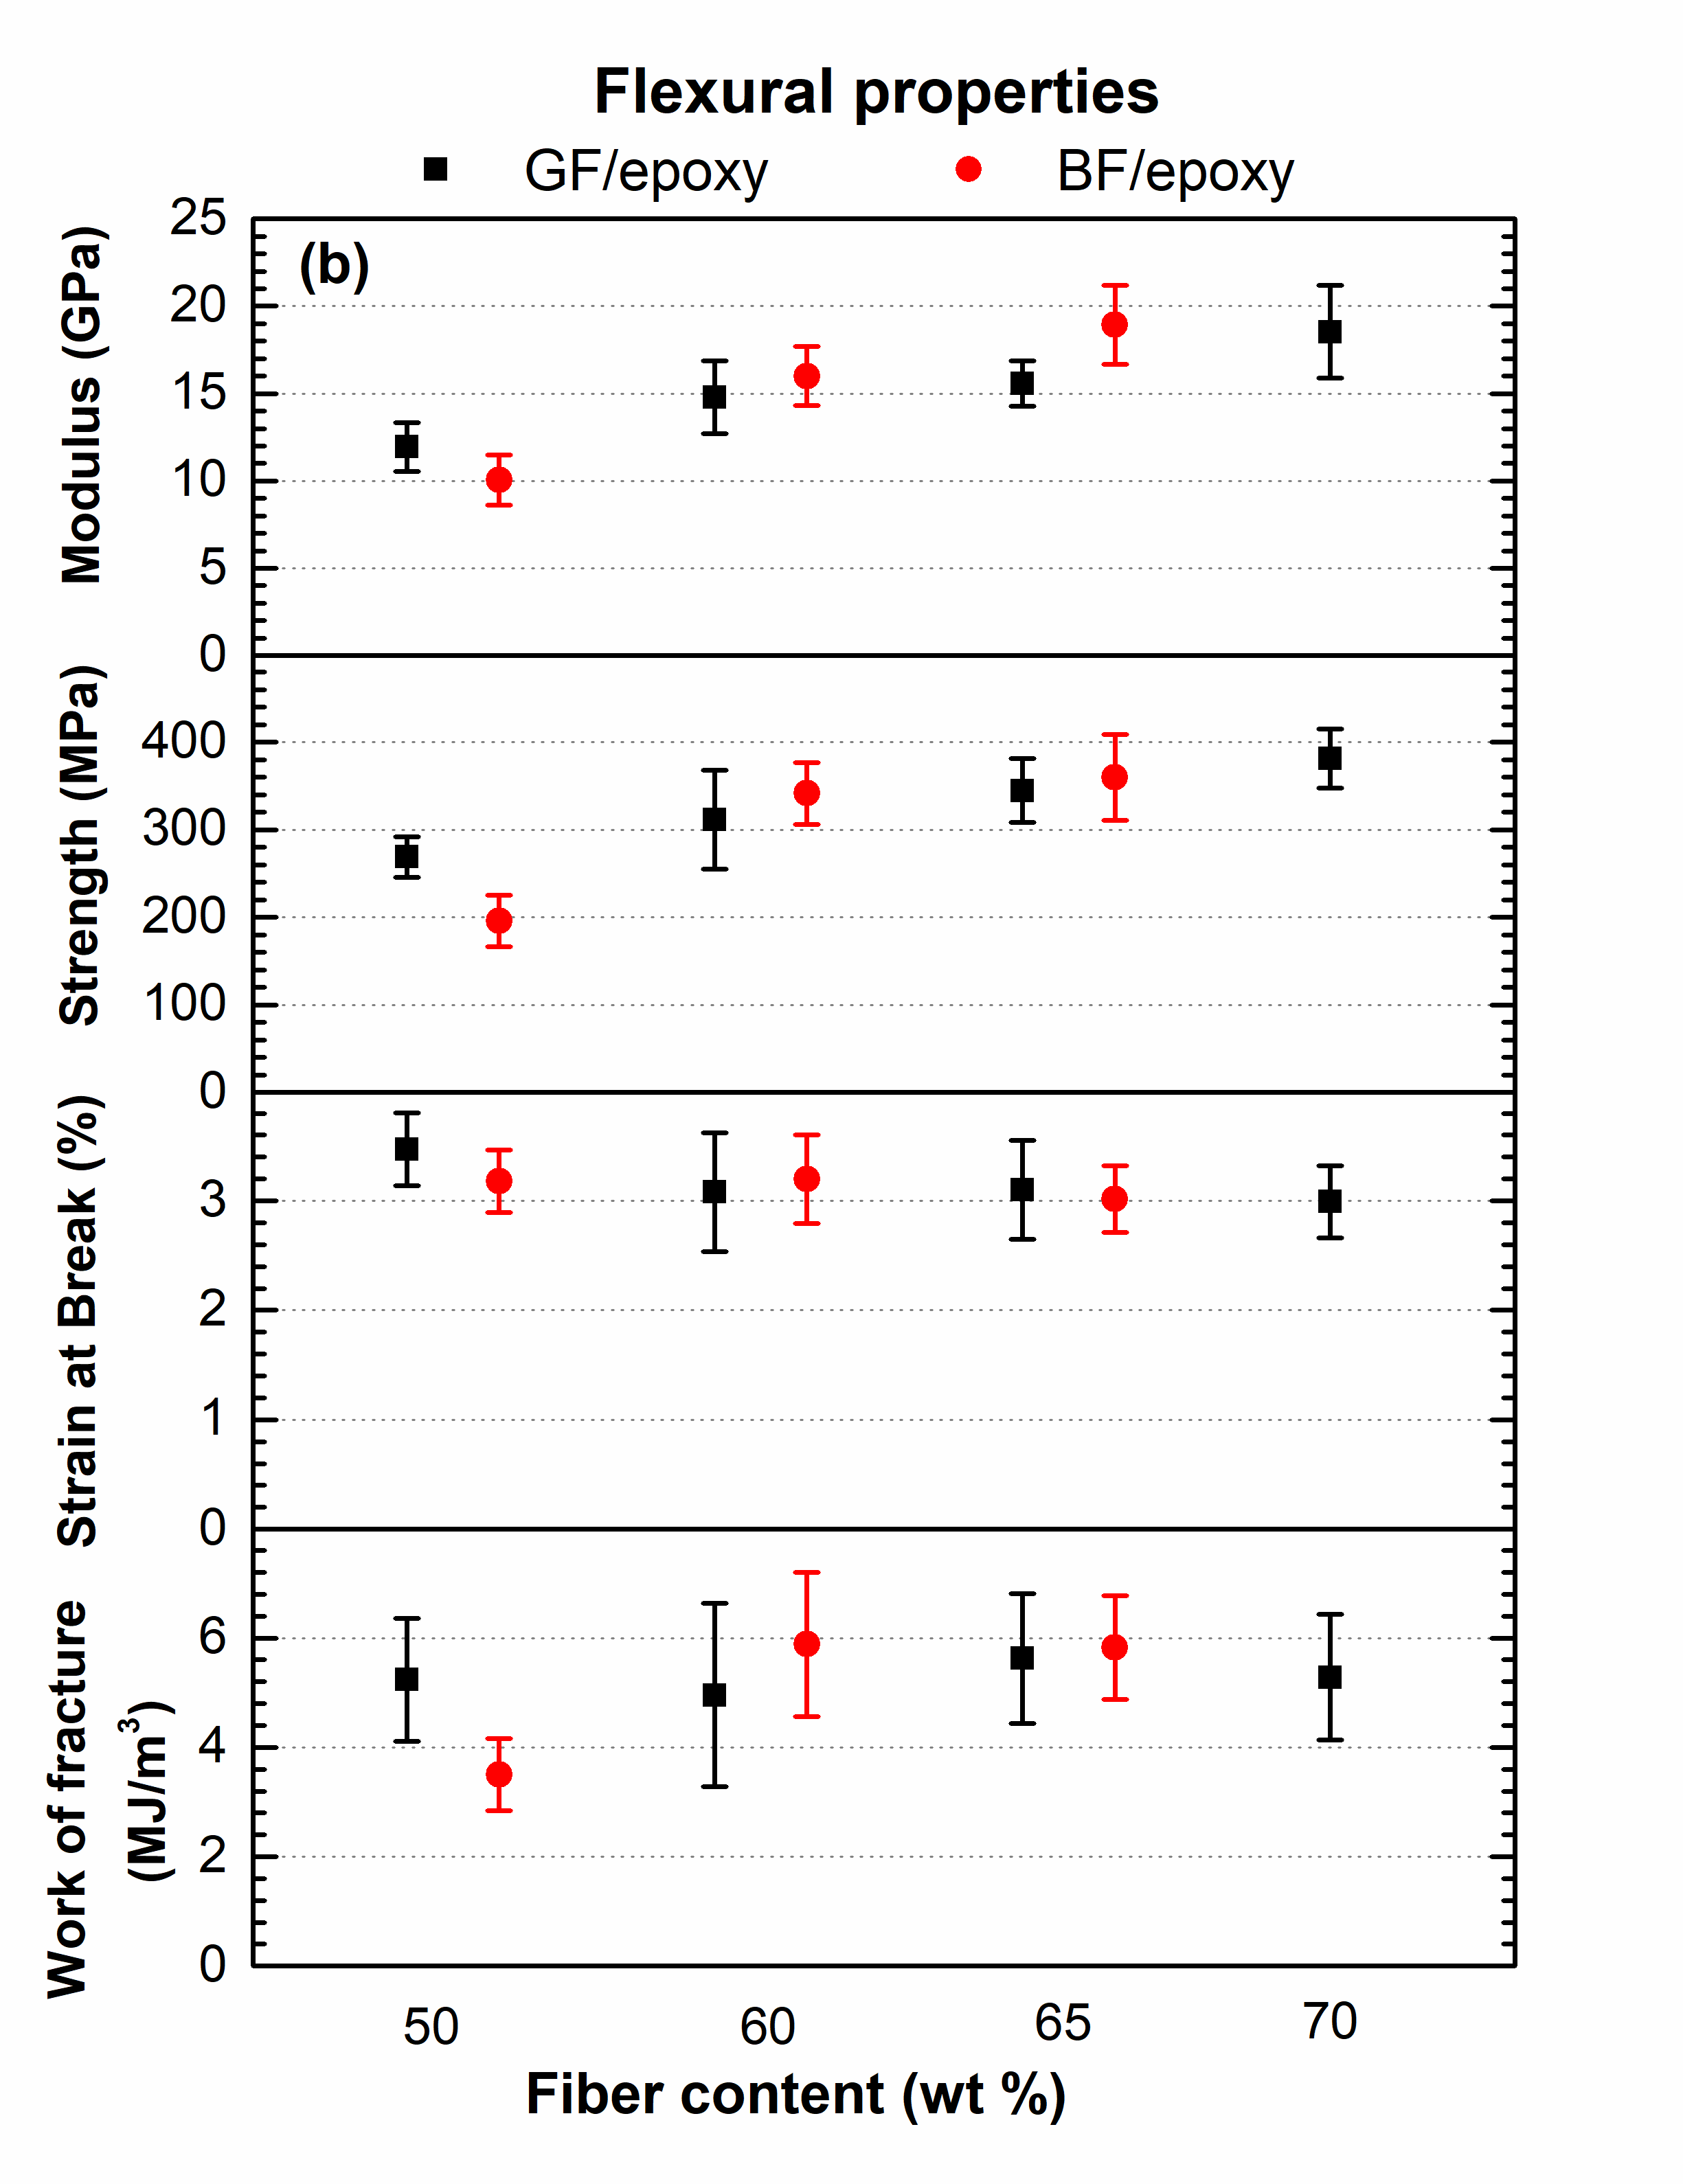 Flexural properties
GF/epoxy BF/epoxy
(b)
Modulus (GPa)
25
20
15
10
5
0
Strength (MPa)
400
300
200
100
0
Strain at Break (%)
3
2
1
0
Work of fracture
(MJ/m³)
6
4
2
0
50 60 65 70
Fiber content (wt %)